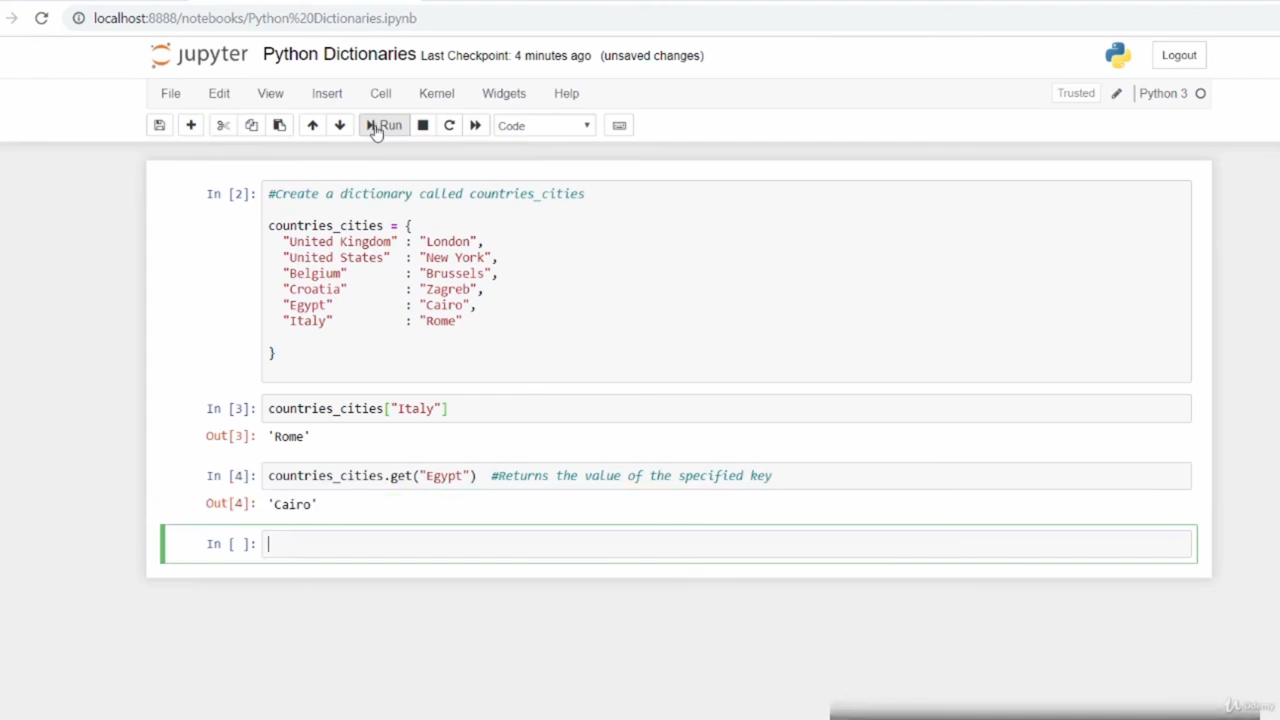 localhost:8888/notebooks/Python%20Dictionaries.ipynb
jupyter Python Dictionaries Last Checkpoint: 4 minutes ago (unsaved changes) Logout
File Edit View Insert Cell Kernel Widgets Help Trusted Python 3
Run Code
In [2]: #Create a dictionary called countries_cities
countries_cities = {
"United Kingdom" : "London",
"United States" : "New York",
"Belgium" : "Brussels",
"Croatia" : "Zagreb",
"Egypt" : "Cairo",
"Italy" : "Rome"
}
In [3]: countries_cities["Italy"]
Out[3]: 'Rome'
In [4]: countries_cities.get("Egypt") #Returns the value of the specified key
Out[4]: 'Cairo'
In [ ]:
Udemy